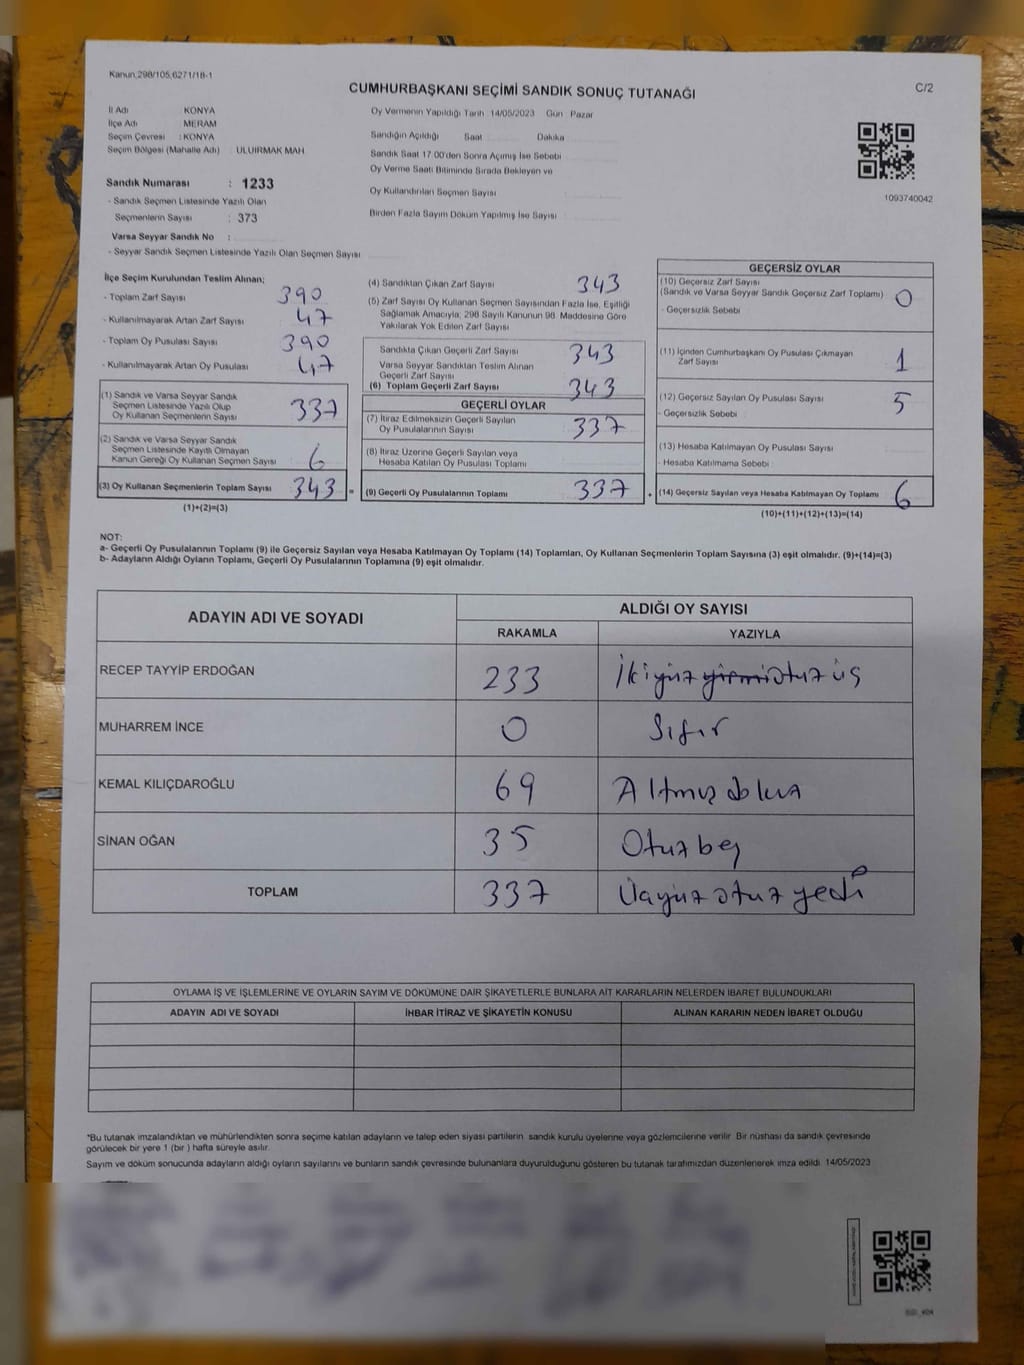 Kanun,298/105,6271/18-1
CUMHURBAŞKANI SEÇİMİ SANDIK SONUÇ TUTANAĞI
C/2
İl Adı KONYA
İlçe Adı MERAM
Seçim Çevresi : KONYA
Seçim Bölgesi (Mahalle Adı) : ULUIRMAK MAH.
Sandık Numarası : 1233
- Sandık Seçmen Listesinde Yazılı Olan
Seçmenlerin Sayısı : 373
Varsa Seyyar Sandık No :
- Seyyar Sandık Seçmen Listesinde Yazılı Olan Seçmen Sayısı
Oy Vermenin Yapıldığı Tarih 14/05/2023 Gün Pazar
Sandığın Açıldığı Saat Dakika
Sandık Saat 17.00'den Sonra Açımış İse Sebebi
Oy Verme Saati Bitiminde Sırada Bekleyen ve
Oy Kullandırılan Seçmen Sayısı
Birden Fazla Sayım Döküm Yapılmış İse Sayısı
1093740042
İlçe Seçim Kurulundan Teslim Alınan;
- Toplam Zarf Sayısı 390
- Kullanılmayarak Artan Zarf Sayısı 47
- Toplam Oy Pusulası Sayısı 390
- Kullanılmayarak Artan Oy Pusulası 47
(1) Sandık ve Varsa Seyyar Sandık
Seçmen Listesinde Yazılı Olup
Oy Kullanan Seçmenlerin Sayısı 337
(2) Sandık ve Varsa Seyyar Sandık
Seçmen Listesinde Kayıtlı Olmayan
Kanun Gereği Oy Kullanan Seçmen Sayısı 6
(3) Oy Kullanan Seçmenlerin Toplam Sayısı 343 =
(1)+(2)=(3)
(4) Sandıktan Çıkan Zarf Sayısı 343
(5) Zarf Sayısı Oy Kullanan Seçmen Sayısından Fazla İse, Eşitliği
Sağlamak Amacıyla; 298 Sayılı Kanunun 98. Maddesine Göre
Yakılarak Yok Edilen Zarf Sayısı
Sandıkta Çıkan Geçerli Zarf Sayısı 343
Varsa Seyyar Sandıktan Teslim Alınan
Geçerli Zarf Sayısı
(6) Toplam Geçerli Zarf Sayısı 343
GEÇERLİ OYLAR
(7) İtiraz Edilmeksizin Geçerli Sayılan
Oy Pusulalarının Sayısı 337
(8) İtiraz Üzerine Geçerli Sayılan veya
Hesaba Katılan Oy Pusulası Toplamı
(9) Geçerli Oy Pusulalarının Toplamı 337 +
GEÇERSİZ OYLAR
(10) Geçersiz Zarf Sayısı
(Sandık ve Varsa Seyyar Sandık Geçersiz Zarf Toplamı) 0
- Geçersizlik Sebebi
(11) İçinden Cumhurbaşkanı Oy Pusulası Çıkmayan
Zarf Sayısı 1
(12) Geçersiz Sayılan Oy Pusulası Sayısı 5
- Geçersizlik Sebebi
(13) Hesaba Katılmayan Oy Pusulası Sayısı
- Hesaba Katılmama Sebebi
(14) Geçersiz Sayılan veya Hesaba Katılmayan Oy Toplamı 6
(10)+(11)+(12)+(13)=(14)
NOT:
a- Geçerli Oy Pusulalarının Toplamı (9) ile Geçersiz Sayılan veya Hesaba Katılmayan Oy Toplamı (14) Toplamları, Oy Kullanan Seçmenlerin Toplam Sayısına (3) eşit olmalıdır. (9)+(14)=(3)
b- Adayların Aldığı Oyların Toplamı, Geçerli Oy Pusulalarının Toplamına (9) eşit olmalıdır.
ADAYIN ADI VE SOYADI ALDIĞI OY SAYISI
RAKAMLA YAZIYLA
RECEP TAYYİP ERDOĞAN 233 İkiyüz yirmi otuz üç
MUHARREM İNCE 0 Sıfır
KEMAL KILIÇDAROĞLU 69 Altmış dokuz
SİNAN OĞAN 35 Otuz beş
TOPLAM 337 Üçyüz otuz yedi
OYLAMA İŞ VE İŞLEMLERİNE VE OYLARIN SAYIM VE DÖKÜMÜNE DAİR ŞİKAYETLERLE BUNLARA AİT KARARLARIN NELERDEN İBARET BULUNDUKLARI
ADAYIN ADI VE SOYADI İHBAR İTİRAZ VE ŞİKAYETİN KONUSU ALINAN KARARIN NEDEN İBARET OLDUĞU
*Bu tutanak imzalandıktan ve mühürlendikten sonra seçime katılan adayların ve talep eden siyasi partilerin sandık kurulu üyelerine veya gözlemcilerine verilir. Bir nüshası da sandık çevresinde
görülecek bir yere 1 (bir) hafta süreyle asılır.
Sayım ve döküm sonucunda adayların aldığı oyların sayılarını ve bunların sandık çevresinde bulunanlara duyurulduğunu gösteren bu tutanak tarafımızdan düzenlenerek imza edildi. 14/05/2023